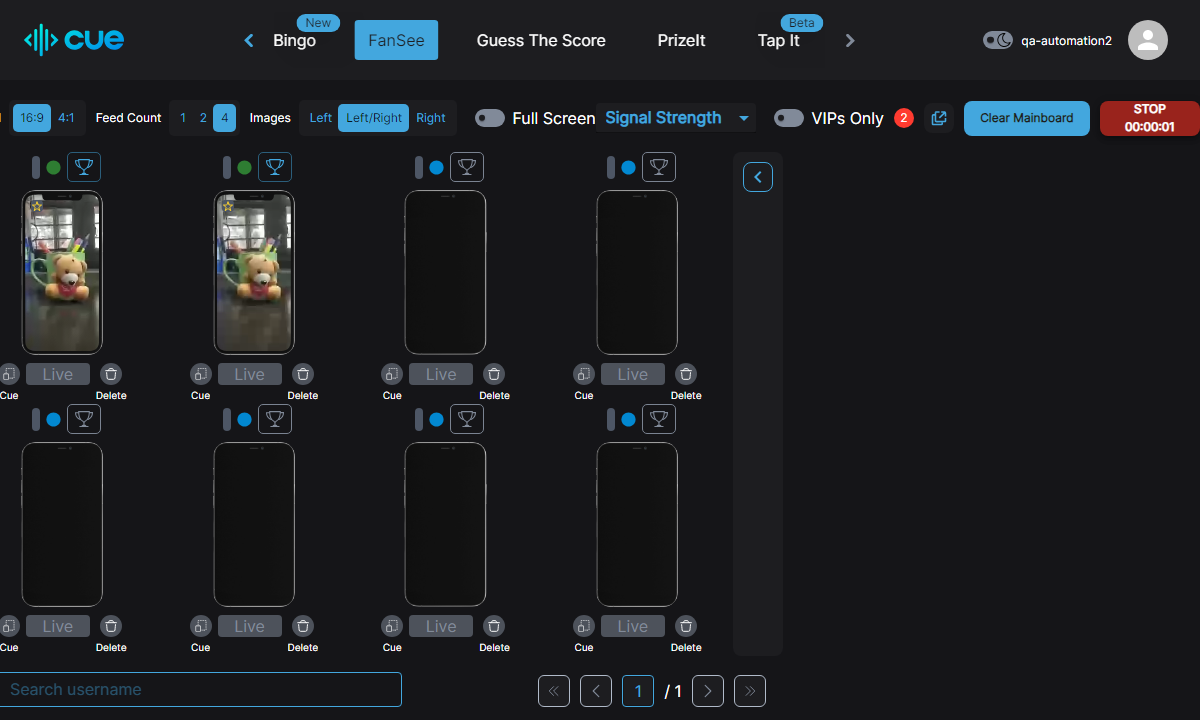 cue
New
Bingo
FanSee
Guess The Score
PrizeIt
Beta
Tap It
qa-automation2
16:9
4:1
Feed Count
1
2
4
Images
Left
Left/Right
Right
Full Screen
Signal Strength
VIPs Only
2
Clear Mainboard
STOP
00:00:01
Live
Live
Live
Live
Cue
Delete
Cue
Delete
Cue
Delete
Cue
Delete
Live
Live
Live
Live
Cue
Delete
Cue
Delete
Cue
Delete
Cue
Delete
Search username
1
/ 1